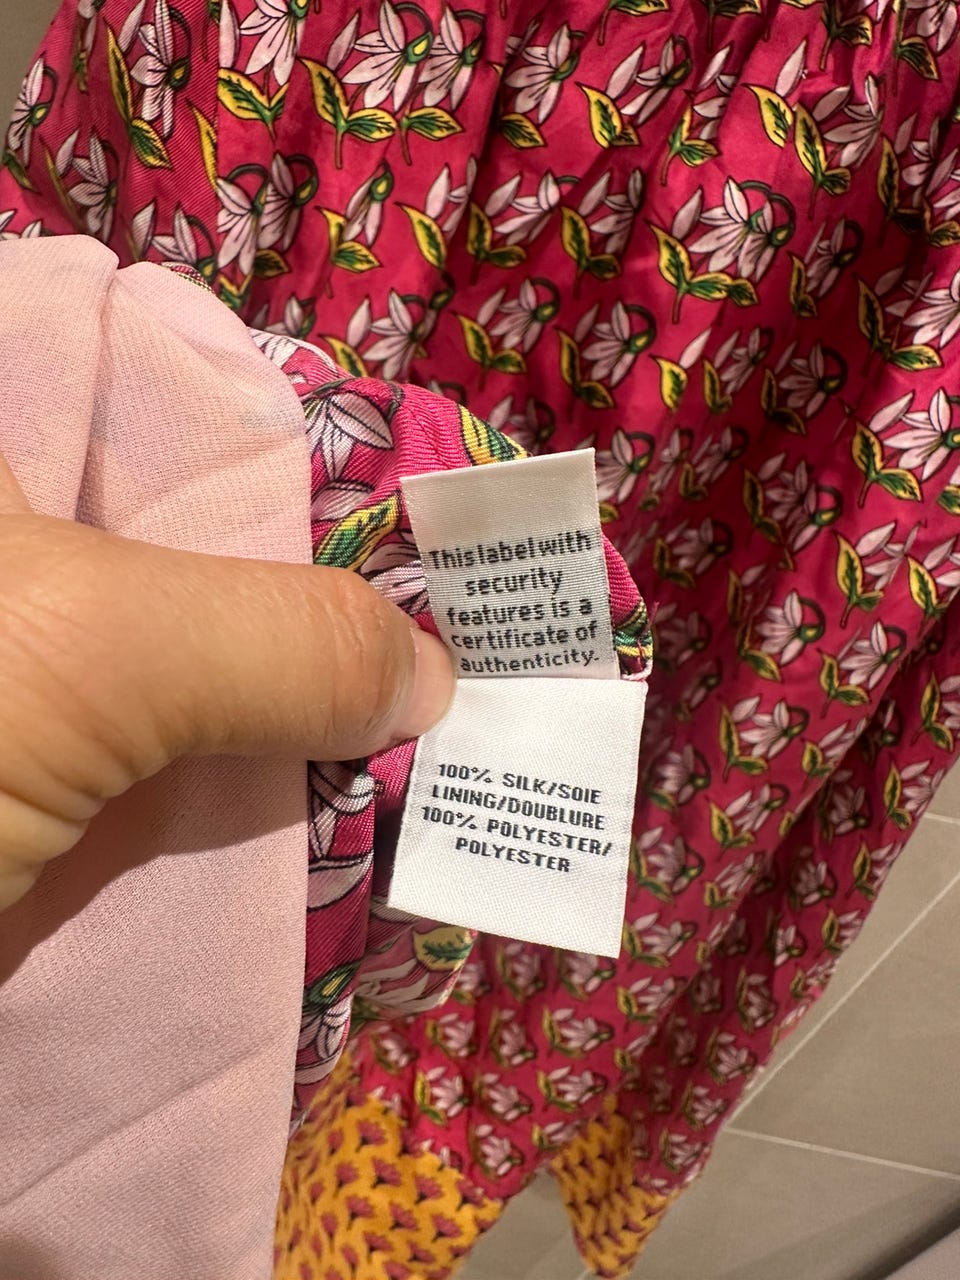 This label with
security
features is a
certificate of
authenticity.
100% SILK/SOIE
LINING/DOUBLURE
100% POLYESTER/
POLYESTER